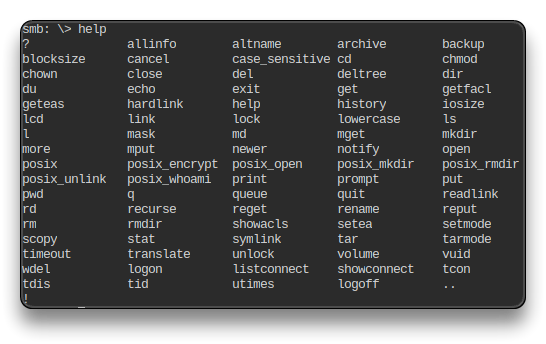 smb: \> help
? allinfo altname archive backup
blocksize cancel case_sensitive cd chmod
chown close del deltree dir
du echo exit get getfacl
geteas hardlink help history iosize
lcd link lock lowercase ls
l mask md mget mkdir
more mput newer notify open
posix posix_encrypt posix_open posix_mkdir posix_rmdir
posix_unlink posix_whoami print prompt put
pwd q queue quit readlink
rd recurse reget rename reput
rm rmdir showacls setea setmode
scopy stat symlink tar tarmode
timeout translate unlock volume vuid
wdel logon listconnect showconnect tcon
tdis tid utimes logoff ..
!